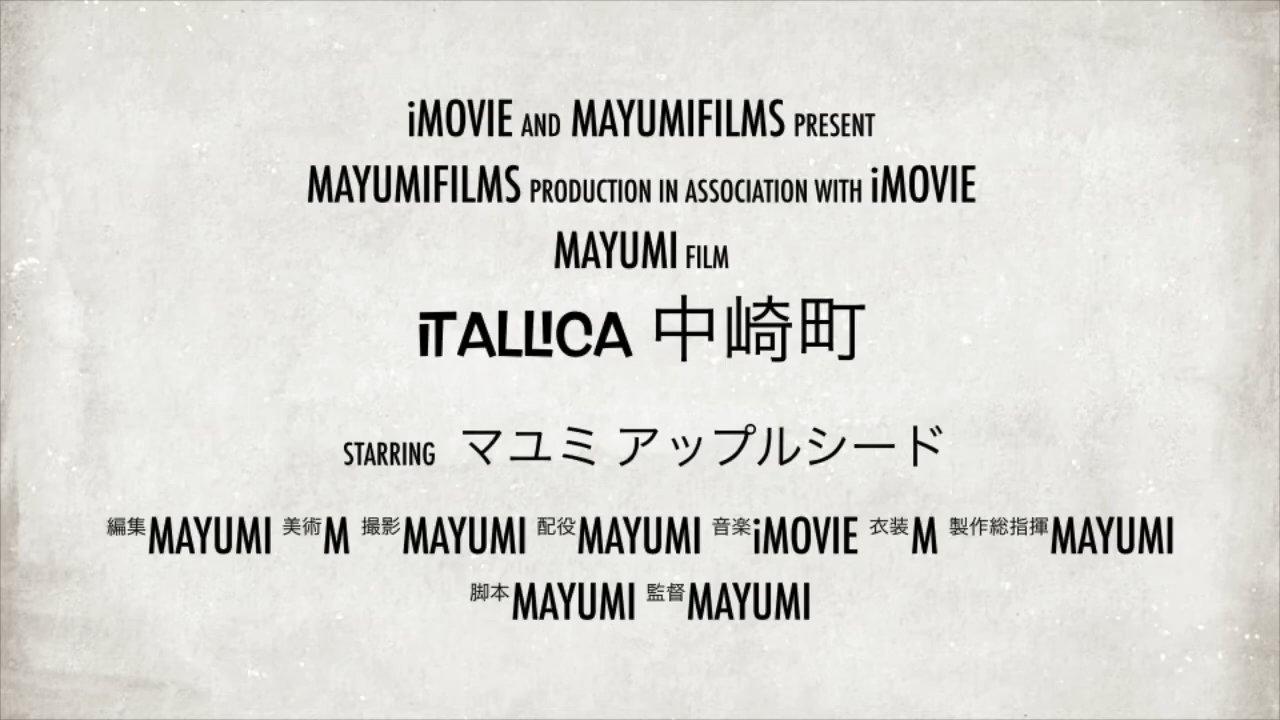 iMOVIE AND MAYUMIFILMS PRESENT
MAYUMIFILMS PRODUCTION IN ASSOCIATION WITH iMOVIE
MAYUMI FILM
iTALLICA 中崎町
STARRING マユミ アップルシード
編集MAYUMI 美術M 撮影MAYUMI 配役MAYUMI 音楽iMOVIE 衣装M 製作総指揮MAYUMI
脚本MAYUMI 監督MAYUMI